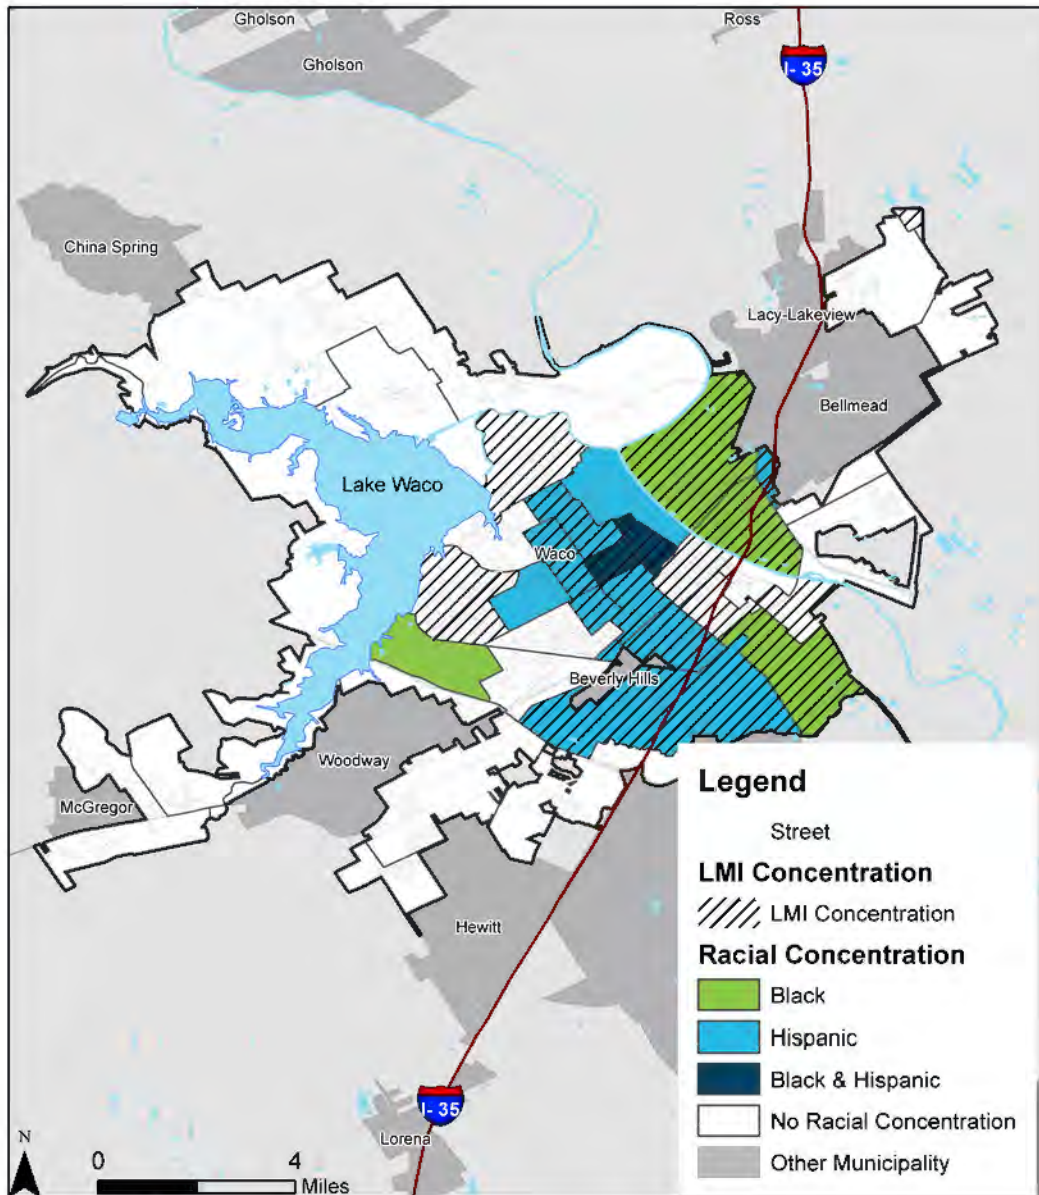 Gholson
Ross
Gholson
I- 35
China Spring
Lacy-Lakeview
Bellmead
Lake Waco
Waco
Beverly Hills
Woodway
McGregor
Hewitt
Legend
Street
LMI Concentration
LMI Concentration
Racial Concentration
Black
Hispanic
Black & Hispanic
No Racial Concentration
Other Municipality
I- 35
Lorena
N
0 4
Miles